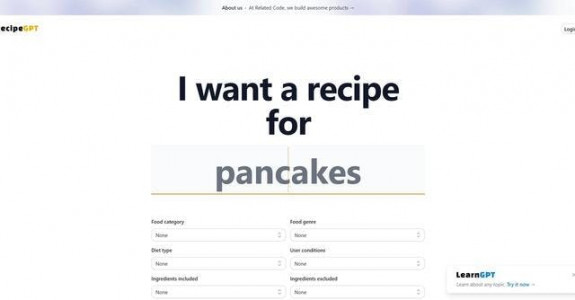 About us - At Related Code, we build awesome products →
ecipeGPT
Login
I want a recipe
for
pancakes
Food category
Food genre
None
None
Diet type
User conditions
None
None
Ingredients included
Ingredients excluded
None
None
LearnGPT
Learn about any topic. Try it now →